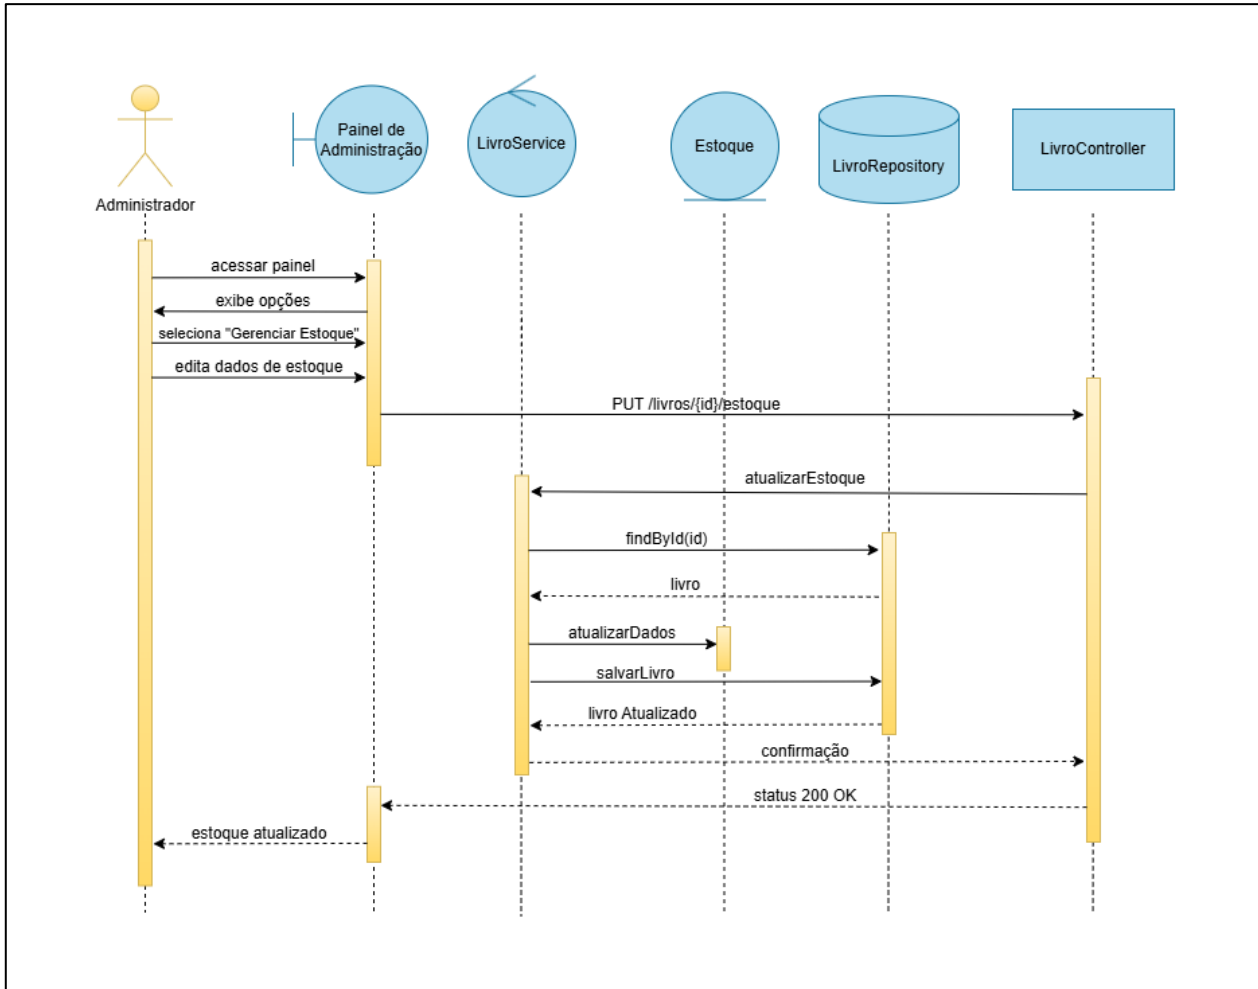 Painel de
Administração
LivroService
Estoque
LivroRepository
LivroController
Administrador
acessar painel
exibe opções
seleciona "Gerenciar Estoque"
edita dados de estoque
PUT /livros/{id}/estoque
atualizarEstoque
findById(id)
livro
atualizarDados
salvarLivro
livro Atualizado
confirmação
status 200 OK
estoque atualizado